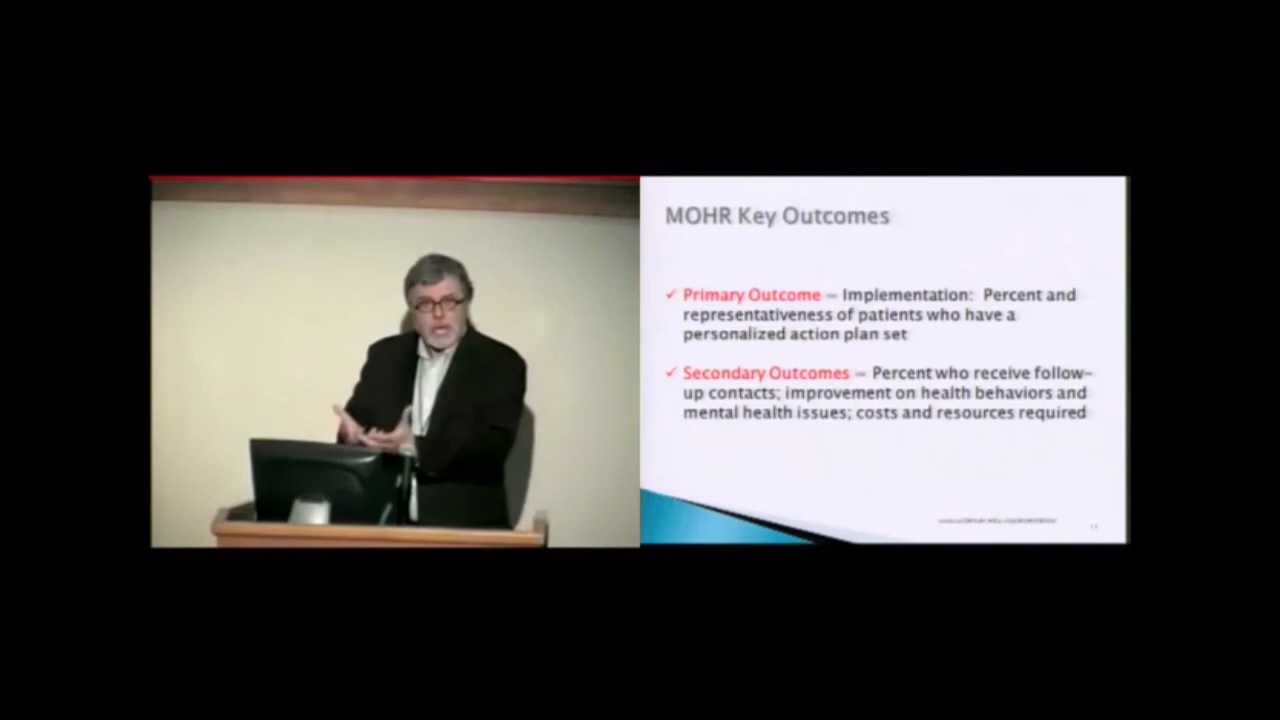 MOHR Key Outcomes
✓ Primary Outcome – Implementation: Percent and
representativeness of patients who have a
personalized action plan set
✓ Secondary Outcomes – Percent who receive follow-
up contacts; improvement on health behaviors and
mental health issues; costs and resources required